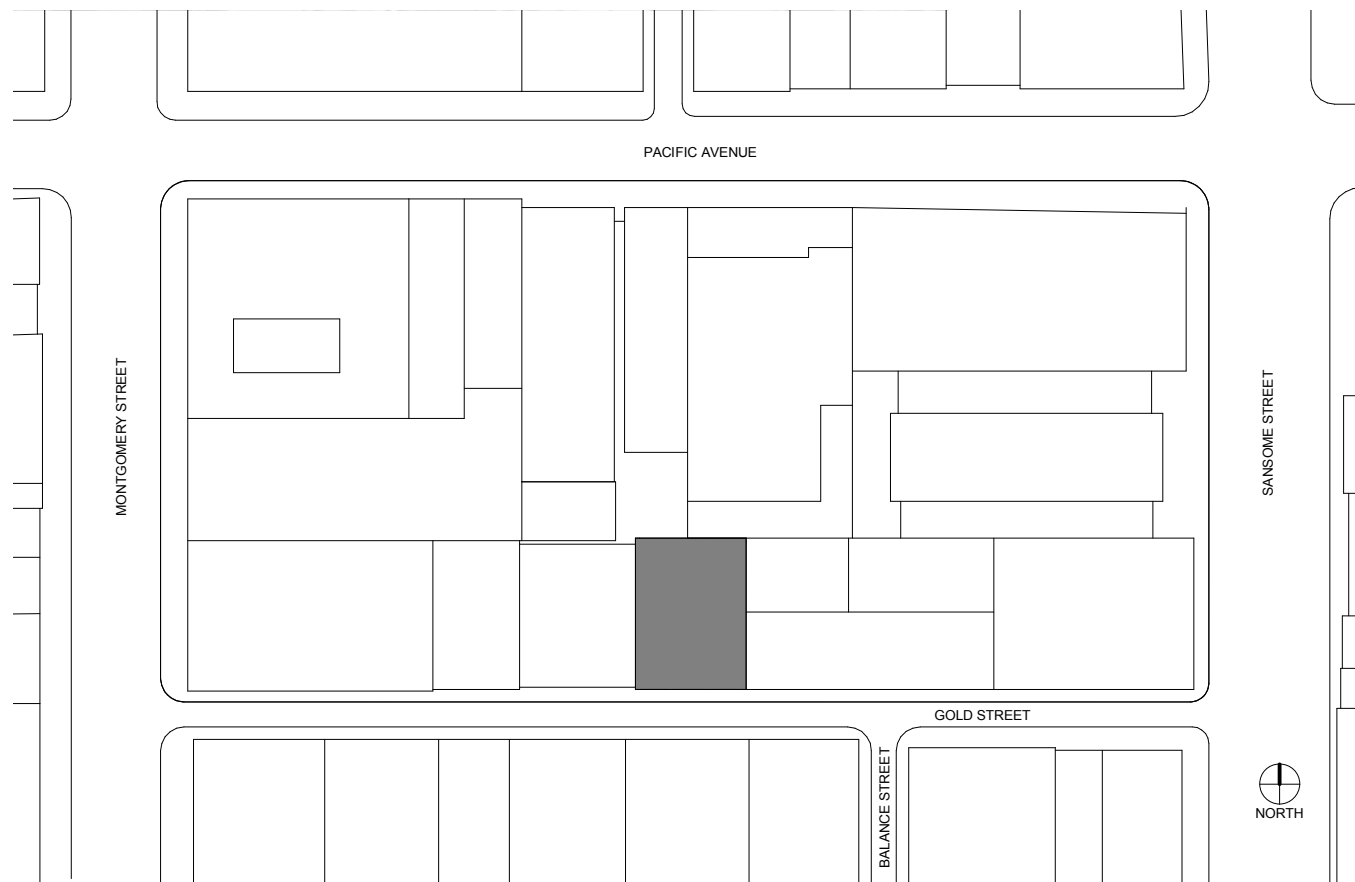 PACIFIC AVENUE
MONTGOMERY STREET
SANSOME STREET
GOLD STREET
BALANCE STREET
NORTH